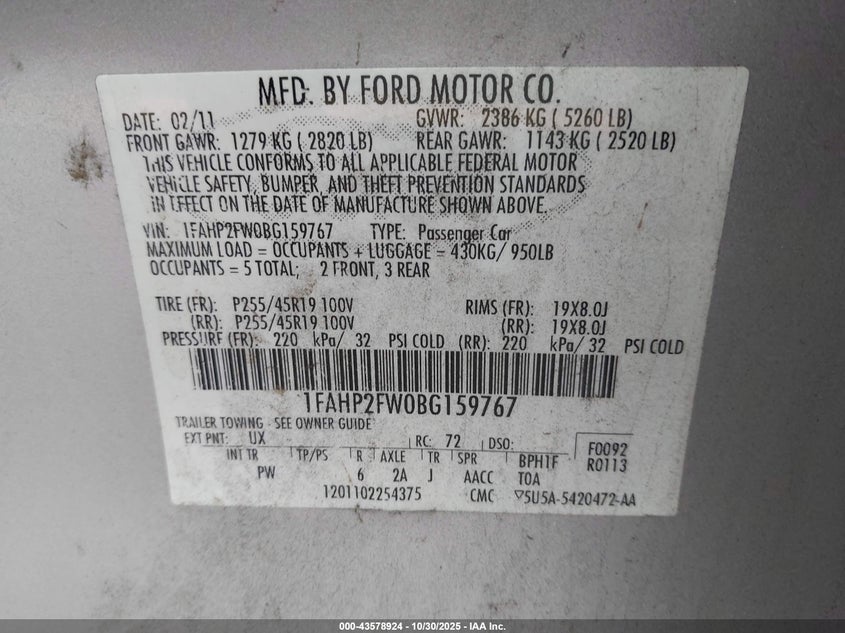 MFD. BY FORD MOTOR CO.
DATE: 02/11 GVWR: 2386 KG ( 5260 LB)
FRONT GAWR: 1279 KG ( 2820 LB) REAR GAWR: 1143 KG ( 2520 LB)
THIS VEHICLE CONFORMS TO ALL APPLICABLE FEDERAL MOTOR
VEHICLE SAFETY, BUMPER, AND THEFT PREVENTION STANDARDS
IN EFFECT ON THE DATE OF MANUFACTURE SHOWN ABOVE.
VIN: 1FAHP2FW0BG159767 TYPE: Passenger Car
MAXIMUM LOAD = OCCUPANTS + LUGGAGE = 430KG/ 950LB
OCCUPANTS = 5 TOTAL; 2 FRONT, 3 REAR
TIRE (FR): P255/45R19 100V RIMS (FR): 19X8.0J
(RR): P255/45R19 100V (RR): 19X8.0J
PRESSURE (FR): 220 kPa/ 32 PSI COLD (RR): 220 kPa/ 32 PSI COLD
1FAHP2FW0BG159767
TRAILER TOWING - SEE OWNER GUIDE
EXT PNT: UX RC: 72 DSO: F0092
INT TR TP/PS R AXLE TR SPR BPH1F R0113
PW 6 2A J AACC TOA
1201102254375 CMC ▽5U5A-5420472-AA
000-43578924 | 10/30/2025 - IAA Inc.